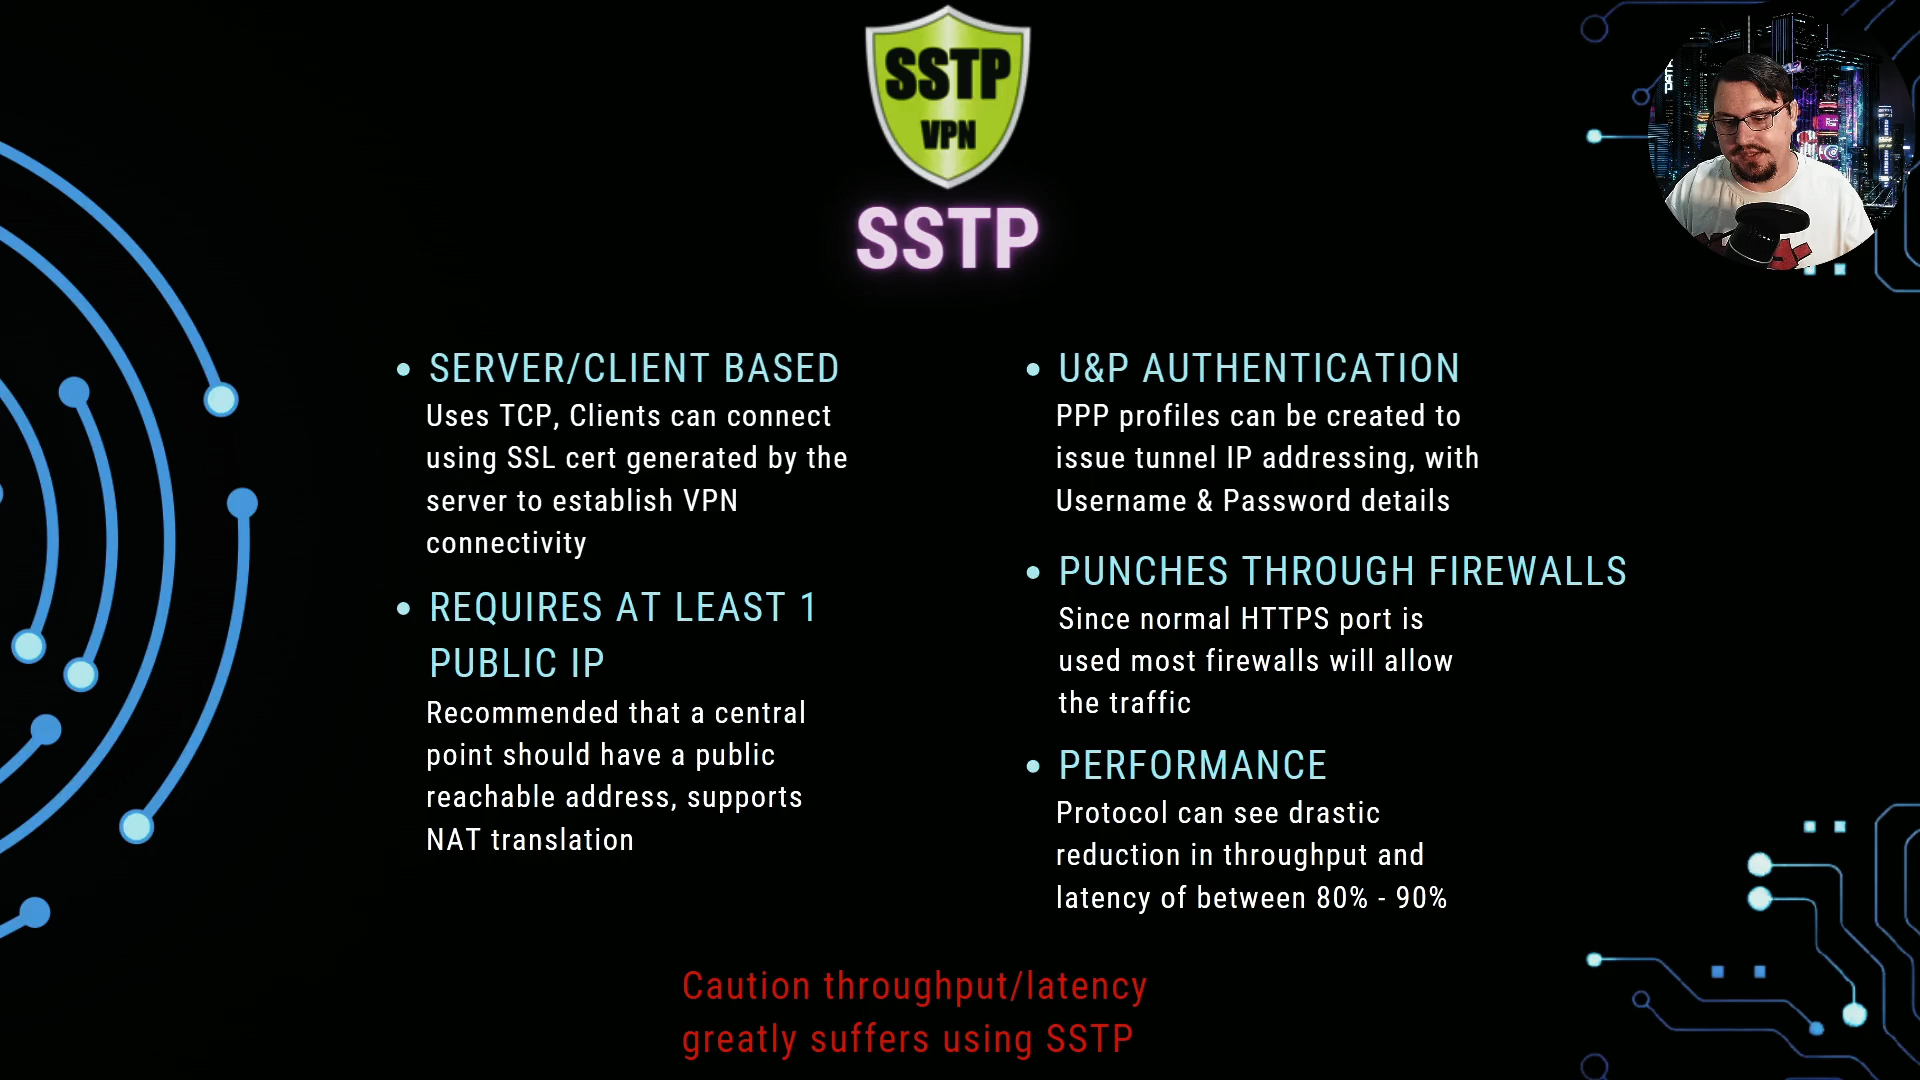 SSTP
VPN
SSTP
SERVER/CLIENT BASED
Uses TCP, Clients can connect
using SSL cert generated by the
server to establish VPN
connectivity
REQUIRES AT LEAST 1
PUBLIC IP
Recommended that a central
point should have a public
reachable address, supports
NAT translation
U&P AUTHENTICATION
PPP profiles can be created to
issue tunnel IP addressing, with
Username & Password details
PUNCHES THROUGH FIREWALLS
Since normal HTTPS port is
used most firewalls will allow
the traffic
PERFORMANCE
Protocol can see drastic
reduction in throughput and
latency of between 80% - 90%
Caution throughput/latency
greatly suffers using SSTP